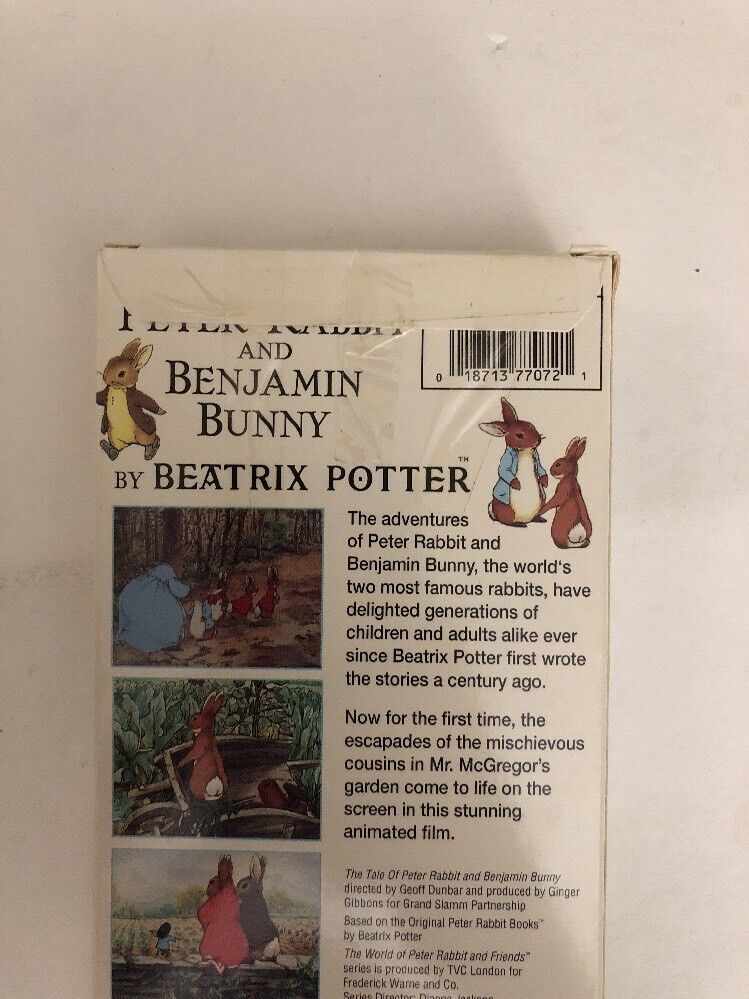 PETER RABBIT
AND
BENJAMIN
BUNNY
BY BEATRIX POTTER™
0 18713 77072 1
The adventures
of Peter Rabbit and
Benjamin Bunny, the world's
two most famous rabbits, have
delighted generations of
children and adults alike ever
since Beatrix Potter first wrote
the stories a century ago.
Now for the first time, the
escapades of the mischievous
cousins in Mr. McGregor's
garden come to life on the
screen in this stunning
animated film.
The Tale Of Peter Rabbit and Benjamin Bunny
directed by Geoff Dunbar and produced by Ginger
Gibbons for Grand Slamm Partnership
Based on the Original Peter Rabbit Books™
by Beatrix Potter
The World of Peter Rabbit and Friends™
series is produced by TVC London for
Frederick Warne and Co.
Series Director: Dianne Jackson